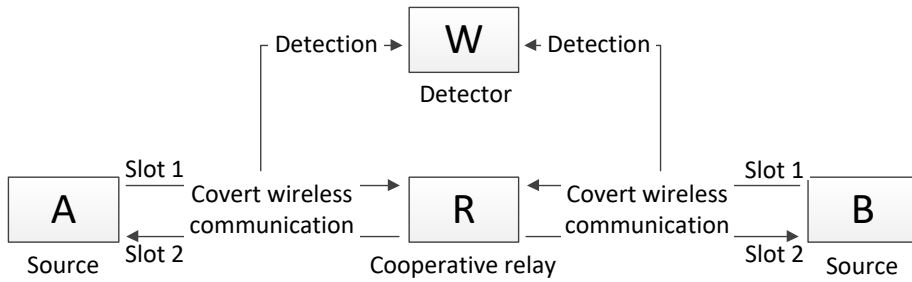 Detection
W
Detection
Detector
Slot 1
Slot 1
A
Covert wireless
communication
R
Covert wireless
communication
B
Source
Slot 2
Cooperative relay
Slot 2
Source